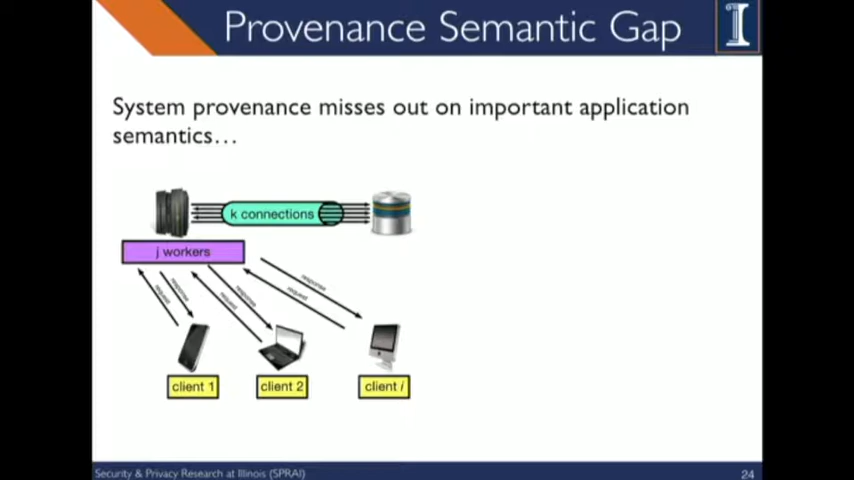 Provenance Semantic Gap
System provenance misses out on important application
semantics...
k connections
j workers
request
response
request
response
request
response
client 1
client 2
client i
Security & Privacy Research at Illinois (SPRAI)
24